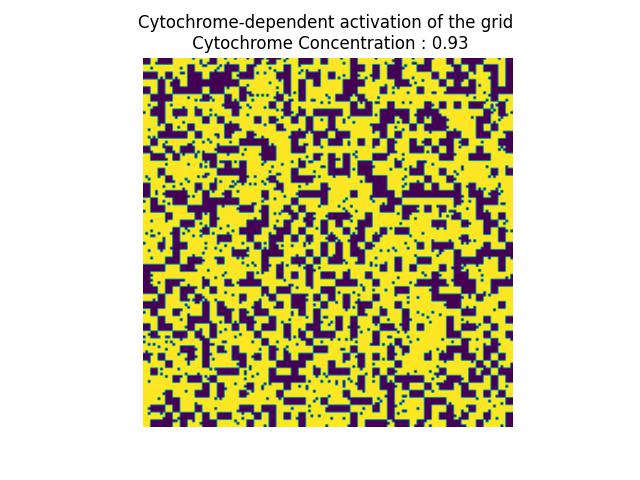 Cytochrome-dependent activation of the grid
Cytochrome Concentration : 0.93